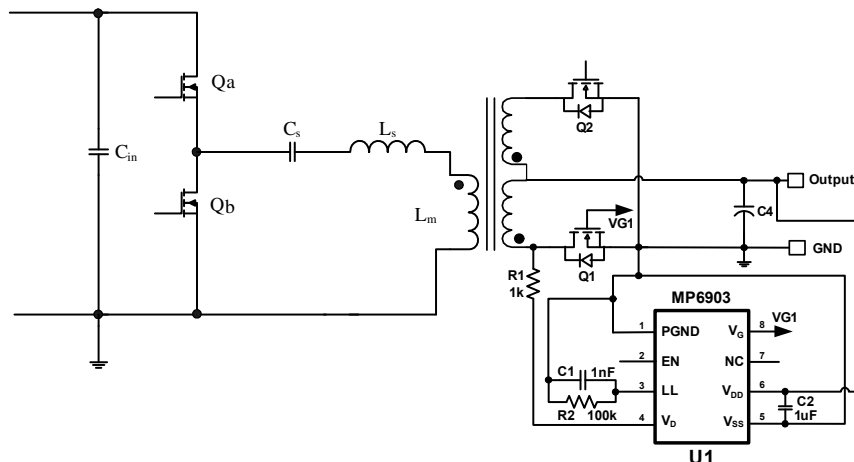 Qa
Q2
Cs
Ls
Cin
Output
Qb
Lm
C4
VG1
GND
Q1
R1
1k
MP6903
1 PGND VG 8 VG1
2 EN NC 7
C1 1nF
3 LL VDD 6
C2
1uF
R2 100k
4 VD VSS 5
U1